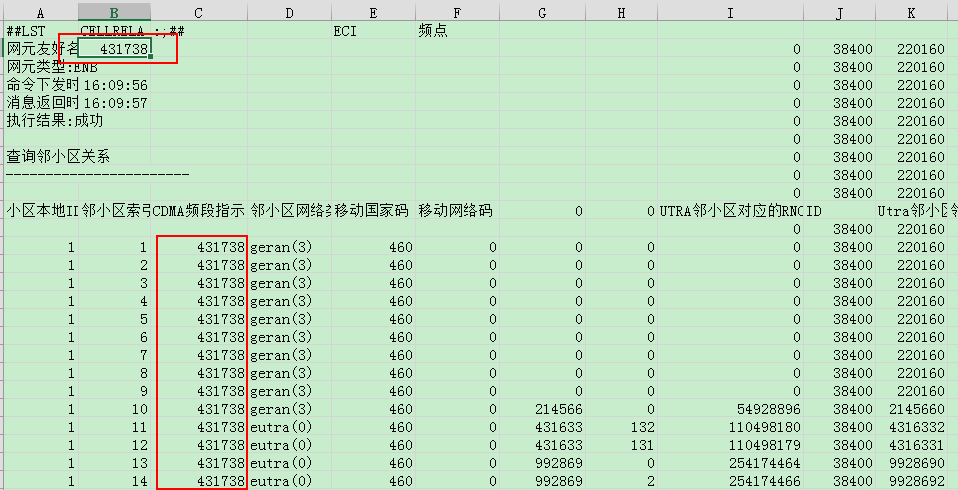 A B C D E F G H I J K
##LST CELLRELA :;## ECI 频点
网元友好名 431738 0 38400 220160
网元类型:ENB 0 38400 220160
命令下发时 16:09:56 0 38400 220160
消息返回时 16:09:57 0 38400 220160
执行结果:成功 0 38400 220160
0 38400 220160
查询邻小区关系 0 38400 220160
----------------------- 0 38400 220160
0 38400 220160
小区本地ID 邻小区索引 CDMA频段指示 邻小区网络类 移动国家码 移动网络码 0 0 UTRA邻小区对应的RNC ID Utra邻小区
0 38400 220160
1 1 431738 geran(3) 460 0 0 0 0 38400 220160
1 2 431738 geran(3) 460 0 0 0 0 38400 220160
1 3 431738 geran(3) 460 0 0 0 0 38400 220160
1 4 431738 geran(3) 460 0 0 0 0 38400 220160
1 5 431738 geran(3) 460 0 0 0 0 38400 220160
1 6 431738 geran(3) 460 0 0 0 0 38400 220160
1 7 431738 geran(3) 460 0 0 0 0 38400 220160
1 8 431738 geran(3) 460 0 0 0 0 38400 220160
1 9 431738 geran(3) 460 0 0 0 0 38400 220160
1 10 431738 geran(3) 460 0 214566 0 54928896 38400 2145660
1 11 431738 eutra(0) 460 0 431633 132 110498180 38400 4316332
1 12 431738 eutra(0) 460 0 431633 131 110498179 38400 4316331
1 13 431738 eutra(0) 460 0 992869 0 254174464 38400 9928690
1 14 431738 eutra(0) 460 0 992869 2 254174466 38400 9928692